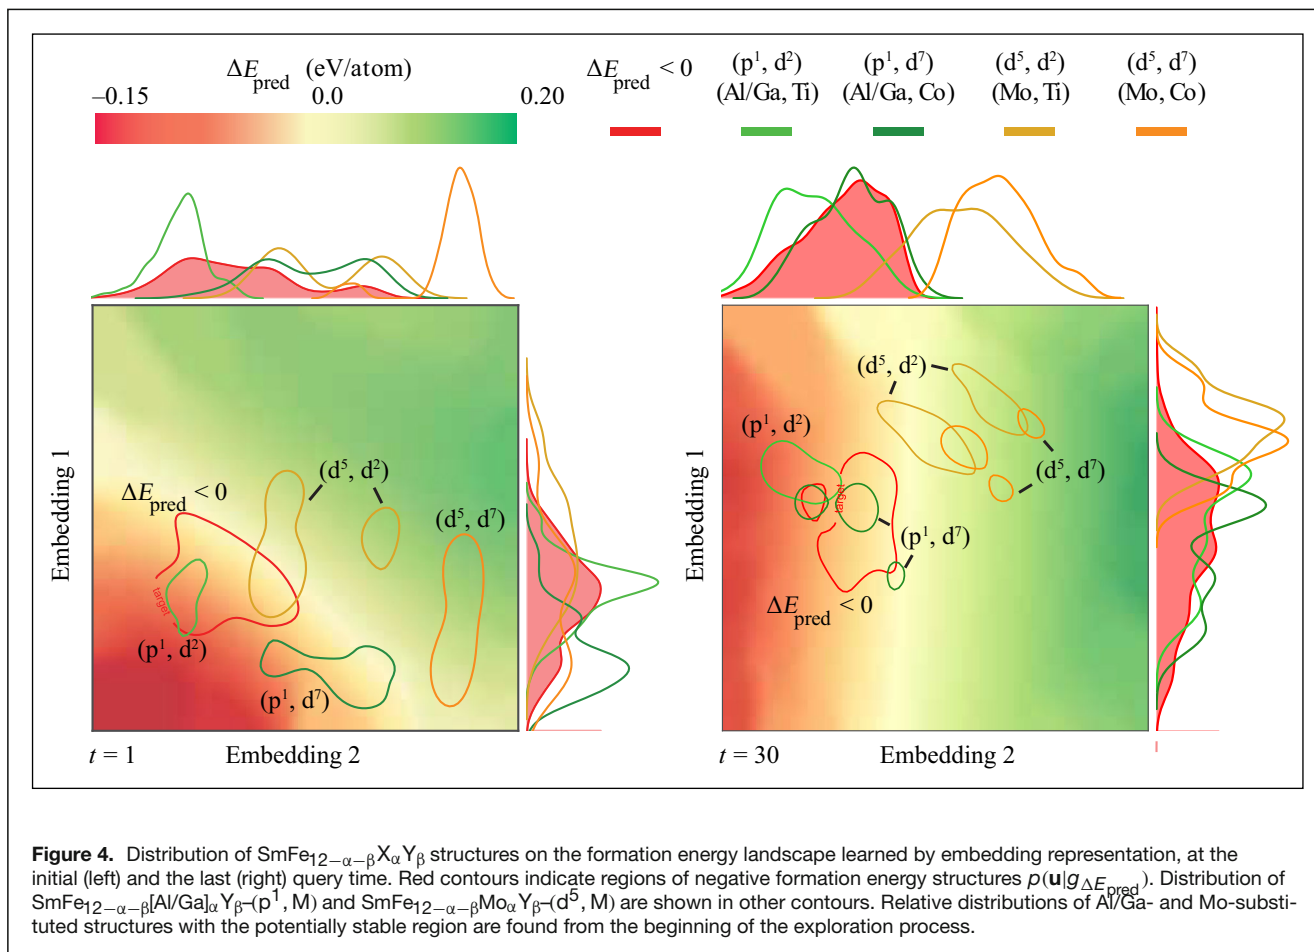 ΔE_pred (eV/atom)
–0.15 0.0 0.20
ΔE_pred < 0
(p¹, d²)
(Al/Ga, Ti)
(p¹, d⁷)
(Al/Ga, Co)
(d⁵, d²)
(Mo, Ti)
(d⁵, d⁷)
(Mo, Co)
Embedding 1
ΔE_pred < 0
(d⁵, d²)
(d⁵, d⁷)
target
(p¹, d²)
(p¹, d⁷)
t = 1 Embedding 2
Embedding 1
(d⁵, d²)
(p¹, d²)
(d⁵, d⁷)
target
(p¹, d⁷)
ΔE_pred < 0
t = 30 Embedding 2
Figure 4. Distribution of SmFe₁₂₋α₋βXαYβ structures on the formation energy landscape learned by embedding representation, at the
initial (left) and the last (right) query time. Red contours indicate regions of negative formation energy structures p(u|g_ΔE_pred). Distribution of
SmFe₁₂₋α₋β[Al/Ga]αYβ–(p¹, M) and SmFe₁₂₋α₋βMoαYβ–(d⁵, M) are shown in other contours. Relative distributions of Al/Ga- and Mo-substi-
tuted structures with the potentially stable region are found from the beginning of the exploration process.